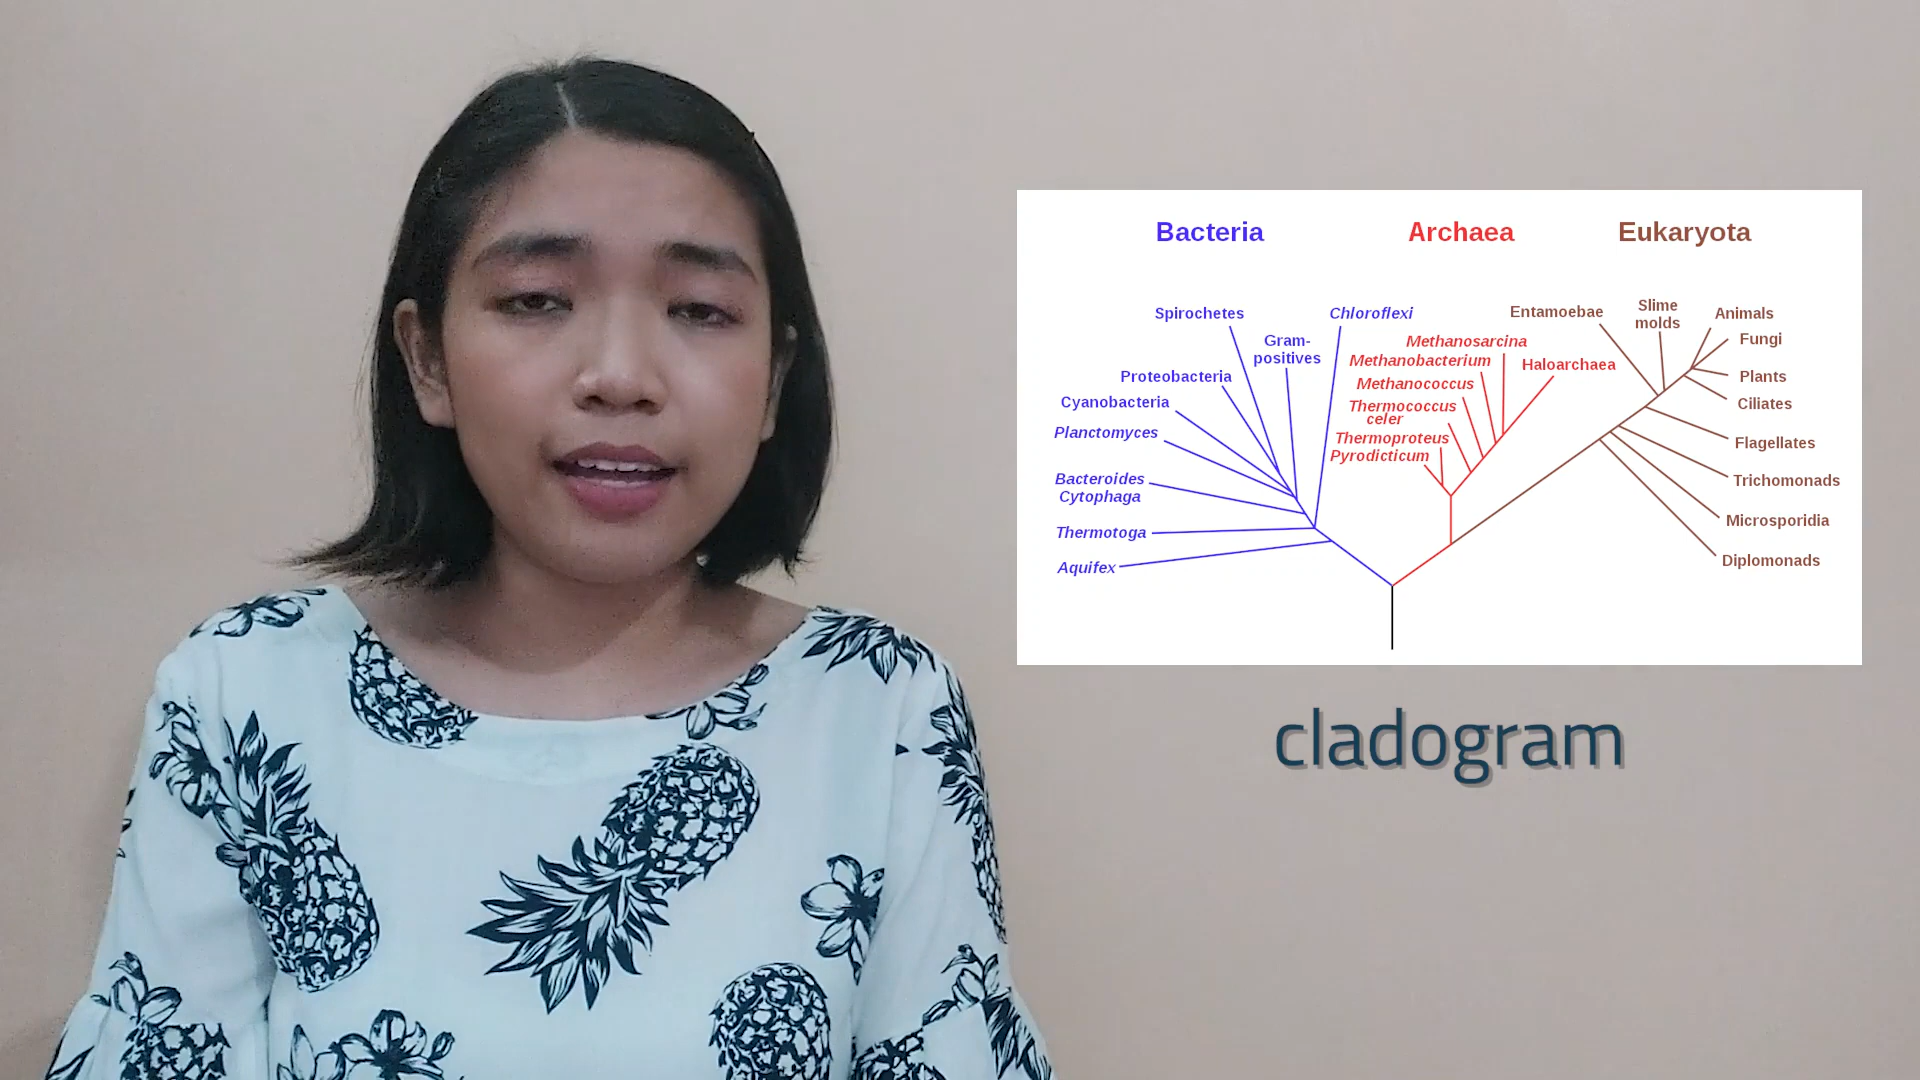 Bacteria
Archaea
Eukaryota
Spirochetes
Gram-
positives
Chloroflexi
Proteobacteria
Cyanobacteria
Planctomyces
Bacteroides
Cytophaga
Thermotoga
Aquifex
Methanosarcina
Methanobacterium
Haloarchaea
Methanococcus
Thermococcus
celer
Thermoproteus
Pyrodicticum
Entamoebae
Slime
molds
Animals
Fungi
Plants
Ciliates
Flagellates
Trichomonads
Microsporidia
Diplomonads
cladogram